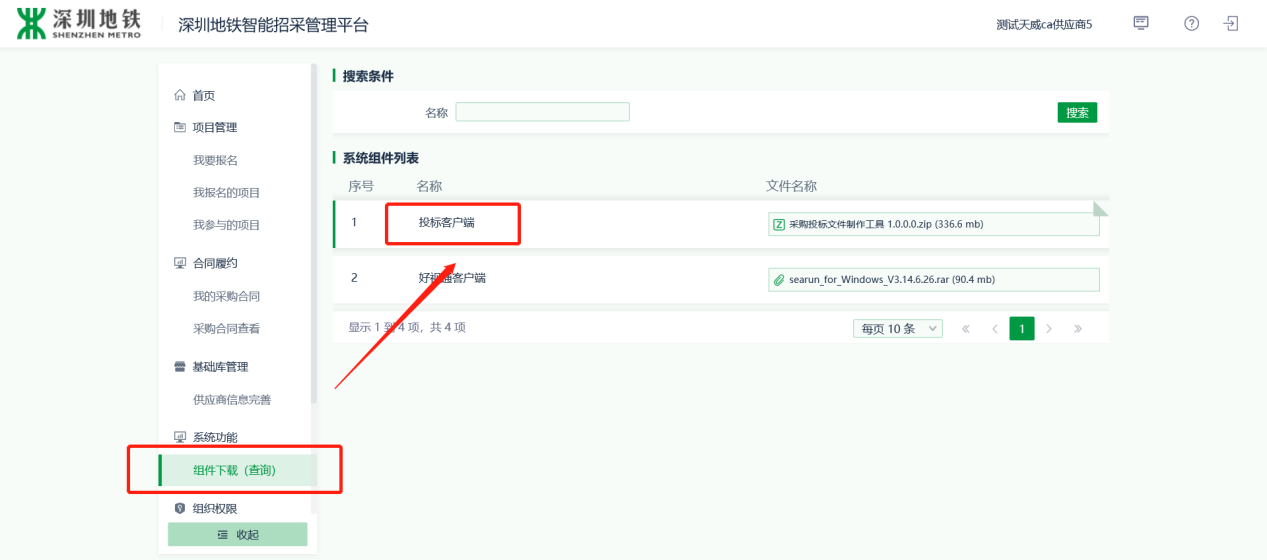 深圳地铁
SHENZHEN METRO
深圳地铁智能招采管理平台
测试天威ca供应商5
首页
项目管理
我要报名
我报名的项目
我参与的项目
合同履约
我的采购合同
采购合同查看
基础库管理
供应商信息完善
系统功能
组件下载（查询）
组织权限
收起
搜索条件
名称
搜索
系统组件列表
序号 名称 文件名称
1 投标客户端 采购投标文件制作工具 1.0.0.0.zip (336.6 mb)
2 好视通客户端 searun_for_Windows_V3.14.6.26.rar (90.4 mb)
显示 1 到 4 项，共 4 项 每页 10 条 « ‹ 1 › »